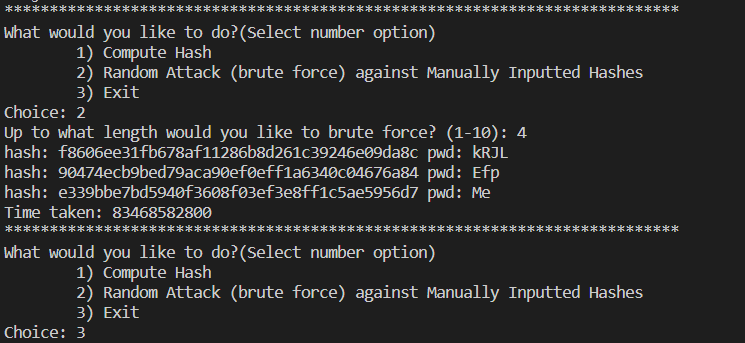 ***************************************************************************
What would you like to do?(Select number option)
        1) Compute Hash
        2) Random Attack (brute force) against Manually Inputted Hashes
        3) Exit
Choice: 2
Up to what length would you like to brute force? (1-10): 4
hash: f8606ee31fb678af11286b8d261c39246e09da8c pwd: kRJL
hash: 90474ecb9bed79aca90ef0eff1a6340c04676a84 pwd: Efp
hash: e339bbe7bd5940f3608f03ef3e8ff1c5ae5956d7 pwd: Me
Time taken: 83468582800
***************************************************************************
What would you like to do?(Select number option)
        1) Compute Hash
        2) Random Attack (brute force) against Manually Inputted Hashes
        3) Exit
Choice: 3